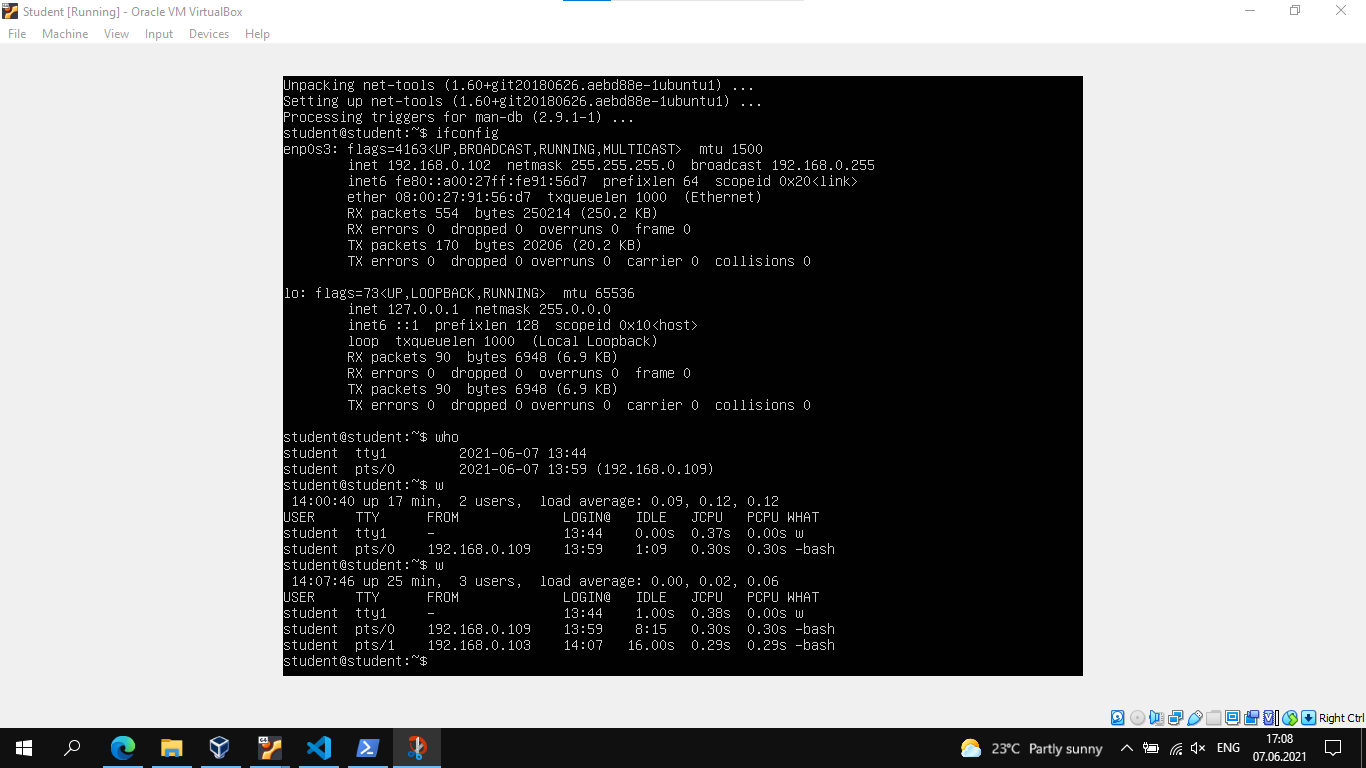 Student [Running] - Oracle VM VirtualBox
File Machine View Input Devices Help
Unpacking net-tools (1.60+git20180626.aebd88e-1ubuntu1) ...
Setting up net-tools (1.60+git20180626.aebd88e-1ubuntu1) ...
Processing triggers for man-db (2.9.1-1) ...
student@student:~$ ifconfig
enp0s3: flags=4163<UP,BROADCAST,RUNNING,MULTICAST>  mtu 1500
        inet 192.168.0.102  netmask 255.255.255.0  broadcast 192.168.0.255
        inet6 fe80::a00:27ff:fe91:56d7  prefixlen 64  scopeid 0x20<link>
        ether 08:00:27:91:56:d7  txqueuelen 1000  (Ethernet)
        RX packets 554  bytes 250214 (250.2 KB)
        RX errors 0  dropped 0  overruns 0  frame 0
        TX packets 170  bytes 20206 (20.2 KB)
        TX errors 0  dropped 0 overruns 0  carrier 0  collisions 0
lo: flags=73<UP,LOOPBACK,RUNNING>  mtu 65536
        inet 127.0.0.1  netmask 255.0.0.0
        inet6 ::1  prefixlen 128  scopeid 0x10<host>
        loop  txqueuelen 1000  (Local Loopback)
        RX packets 90  bytes 6948 (6.9 KB)
        RX errors 0  dropped 0  overruns 0  frame 0
        TX packets 90  bytes 6948 (6.9 KB)
        TX errors 0  dropped 0 overruns 0  carrier 0  collisions 0
student@student:~$ who
student  tty1         2021-06-07 13:44
student  pts/0        2021-06-07 13:59 (192.168.0.109)
student@student:~$ w
 14:00:40 up 17 min,  2 users,  load average: 0.09, 0.12, 0.12
USER     TTY      FROM             LOGIN@   IDLE   JCPU   PCPU WHAT
student  tty1     -                13:44    0.00s  0.37s  0.00s w
student  pts/0    192.168.0.109    13:59    1:09   0.30s  0.30s -bash
student@student:~$ w
 14:07:46 up 25 min,  3 users,  load average: 0.00, 0.02, 0.06
USER     TTY      FROM             LOGIN@   IDLE   JCPU   PCPU WHAT
student  tty1     -                13:44    1.00s  0.38s  0.00s w
student  pts/0    192.168.0.109    13:59    8:15   0.30s  0.30s -bash
student  pts/1    192.168.0.103    14:07   16.00s  0.29s  0.29s -bash
student@student:~$
Right Ctrl
23°C Partly sunny ENG 17:08
07.06.2021